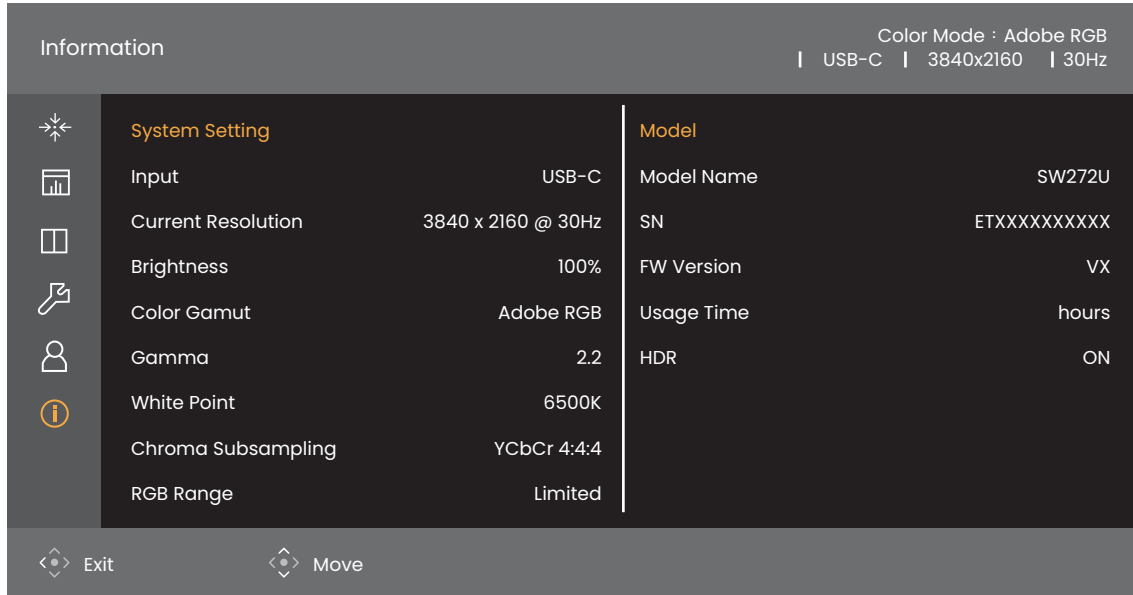 Information
Color Mode：Adobe RGB
| USB-C | 3840x2160 | 30Hz
System Setting
Input USB-C
Current Resolution 3840 x 2160 @ 30Hz
Brightness 100%
Color Gamut Adobe RGB
Gamma 2.2
White Point 6500K
Chroma Subsampling YCbCr 4:4:4
RGB Range Limited
Model
Model Name SW272U
SN ETXXXXXXXXXX
FW Version VX
Usage Time hours
HDR ON
Exit Move